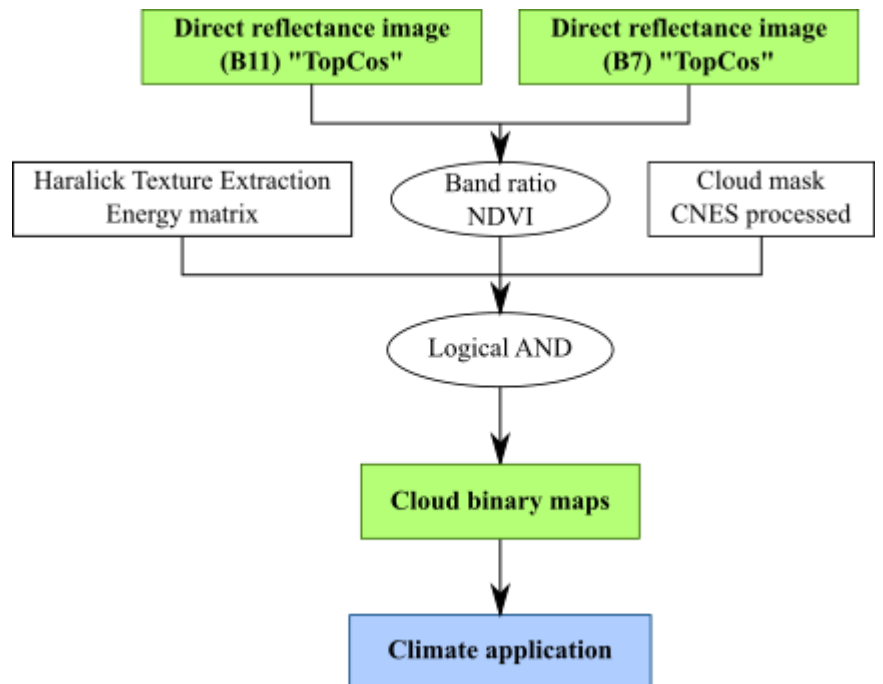 Direct reflectance image
(B11) "TopCos"
Direct reflectance image
(B7) "TopCos"
Haralick Texture Extraction
Energy matrix
Band ratio
NDVI
Cloud mask
CNES processed
Logical AND
Cloud binary maps
Climate application